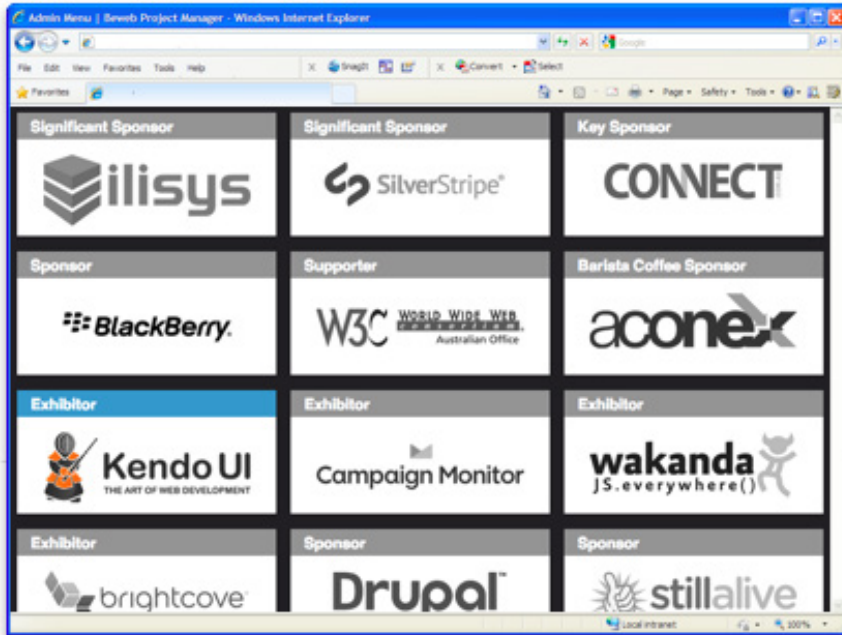 Admin Menu || Beweb Project Manager - Windows Internet Explorer
Google
File Edit View Favorites Tools Help
x SnagIt
x Convert Select
Favorites
Page Safety Tools
Significant Sponsor
ilisys
Significant Sponsor
SilverStripe®
Key Sponsor
CONNECT
Sponsor
BlackBerry.
Supporter
W3C WORLD WIDE WEB
consortium
Australian Office
Barista Coffee Sponsor
aconex
Exhibitor
Kendo UI
THE ART OF WEB DEVELOPMENT
Exhibitor
Campaign Monitor
Exhibitor
wakanda
JS.everywhere()
Exhibitor
brightcove
Sponsor
Drupal™
Sponsor
stillalive
Local intranet
100%